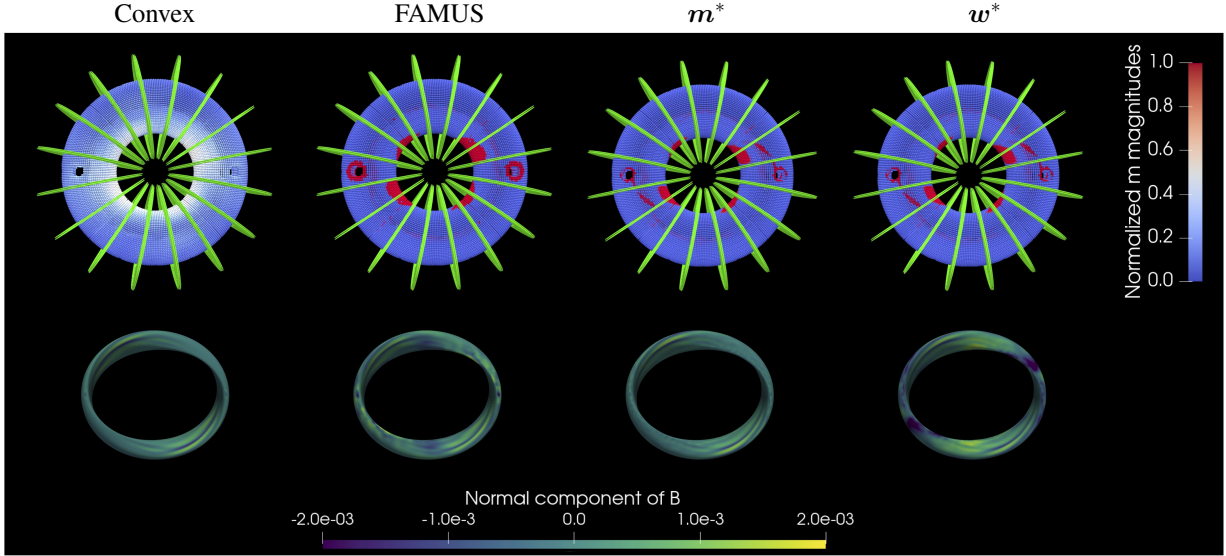 Convex FAMUS m* w*
Normalized m magnitudes
1.0
0.8
0.6
0.4
0.2
0.0
Normal component of B
-2.0e-03 -1.0e-3 0.0 1.0e-3 2.0e-03